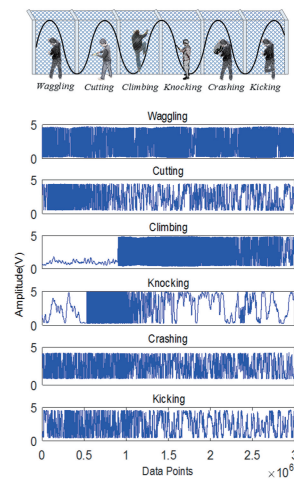 Waggling Cutting Climbing Knocking Crashing Kicking
Waggling
5
0
Cutting
5
0
Climbing
5
0
Knocking
5
0
Crashing
5
0
Kicking
5
0
Amplitude(V)
0 0.5 1 1.5 2 2.5 3
Data Points
×10⁶